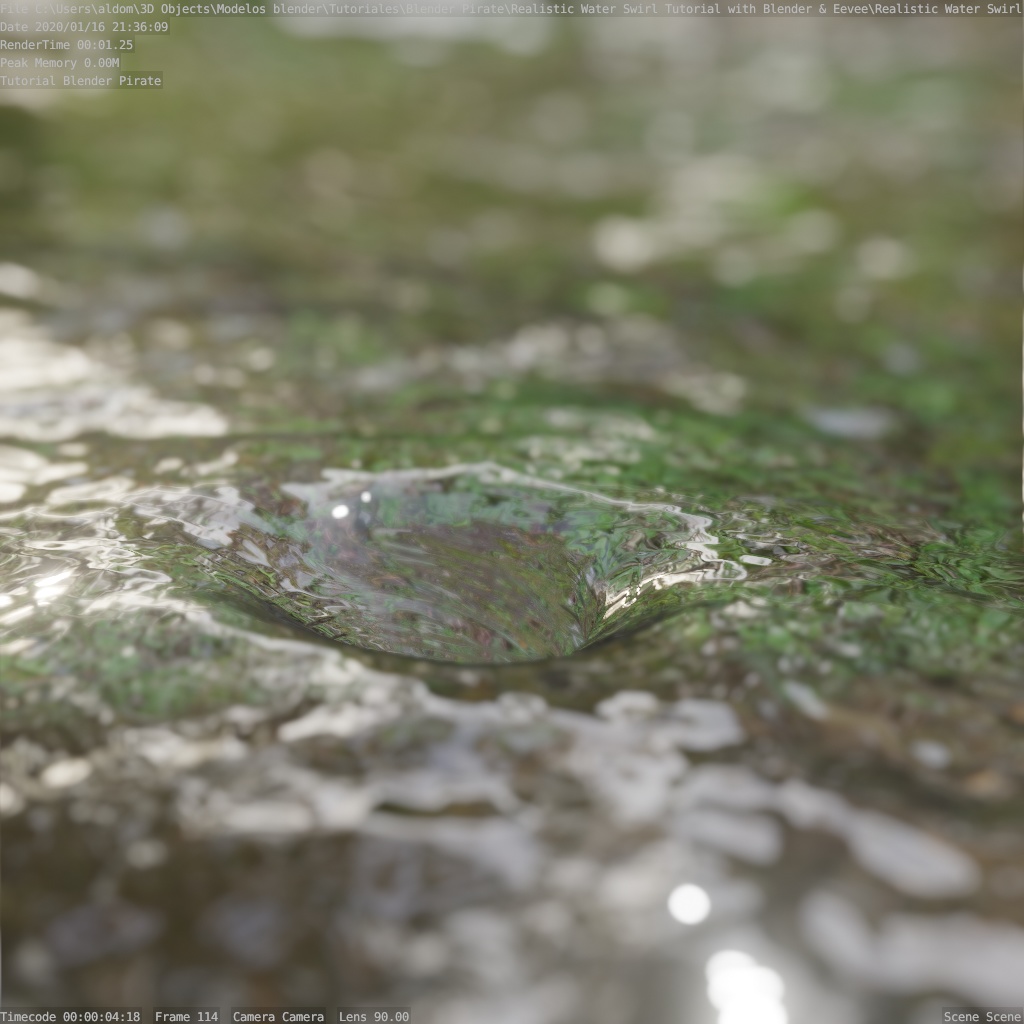 File C:\Users\aldom\3D Objects\Modelos blender\Tutoriales\Blender Pirate\Realistic Water Swirl Tutorial with Blender & Eevee\Realistic Water Swirl
Date 2020/01/16 21:36:09
RenderTime 00:01.25
Peak Memory 0.00M
Tutorial Blender Pirate
Timecode 00:00:04:18 Frame 114 Camera Camera Lens 90.00 Scene Scene